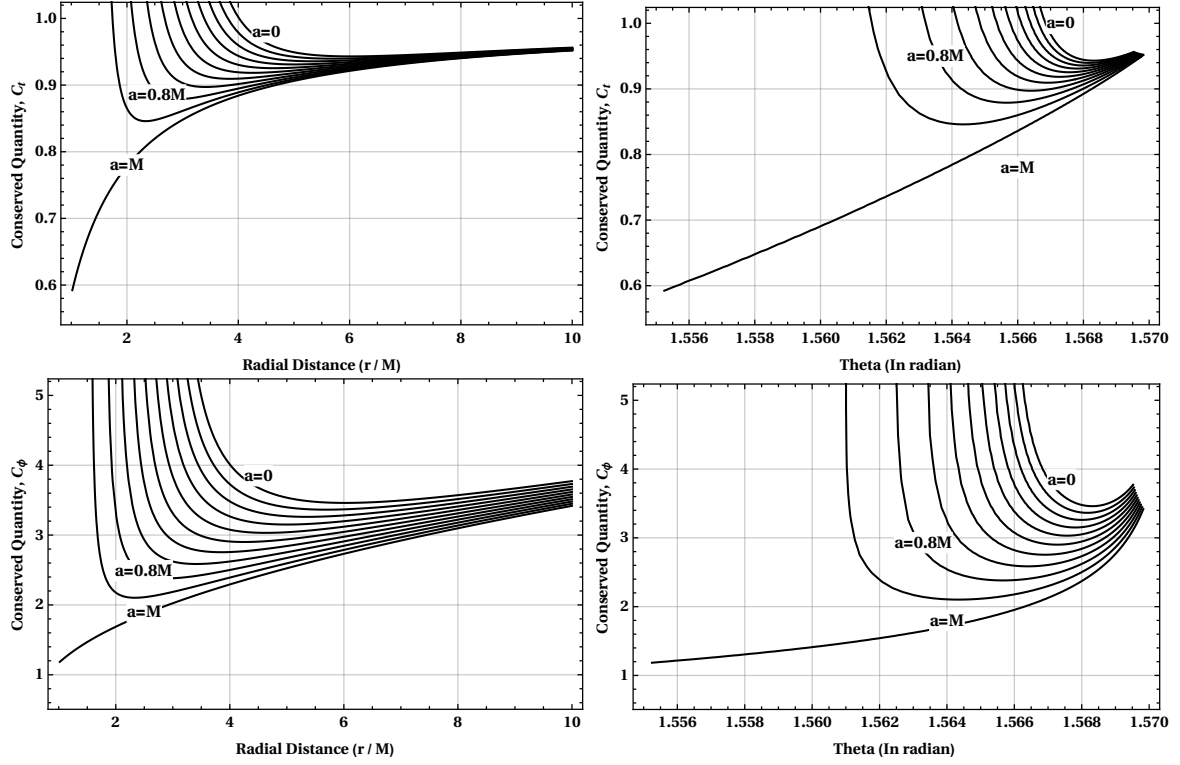 1.0
0.9
0.8
0.7
0.6
Conserved Quantity, C_t
a=0
a=0.8M
a=M
2
4
6
8
10
Radial Distance (r / M)
1.0
0.9
0.8
0.7
0.6
Conserved Quantity, C_t
a=0
a=0.8M
a=M
1.556
1.558
1.560
1.562
1.564
1.566
1.568
1.570
Theta (In radian)
5
4
3
2
1
Conserved Quantity, C_ϕ
a=0
a=0.8M
a=M
2
4
6
8
10
Radial Distance (r / M)
5
4
3
2
1
Conserved Quantity, C_ϕ
a=0
a=0.8M
a=M
1.556
1.558
1.560
1.562
1.564
1.566
1.568
1.570
Theta (In radian)